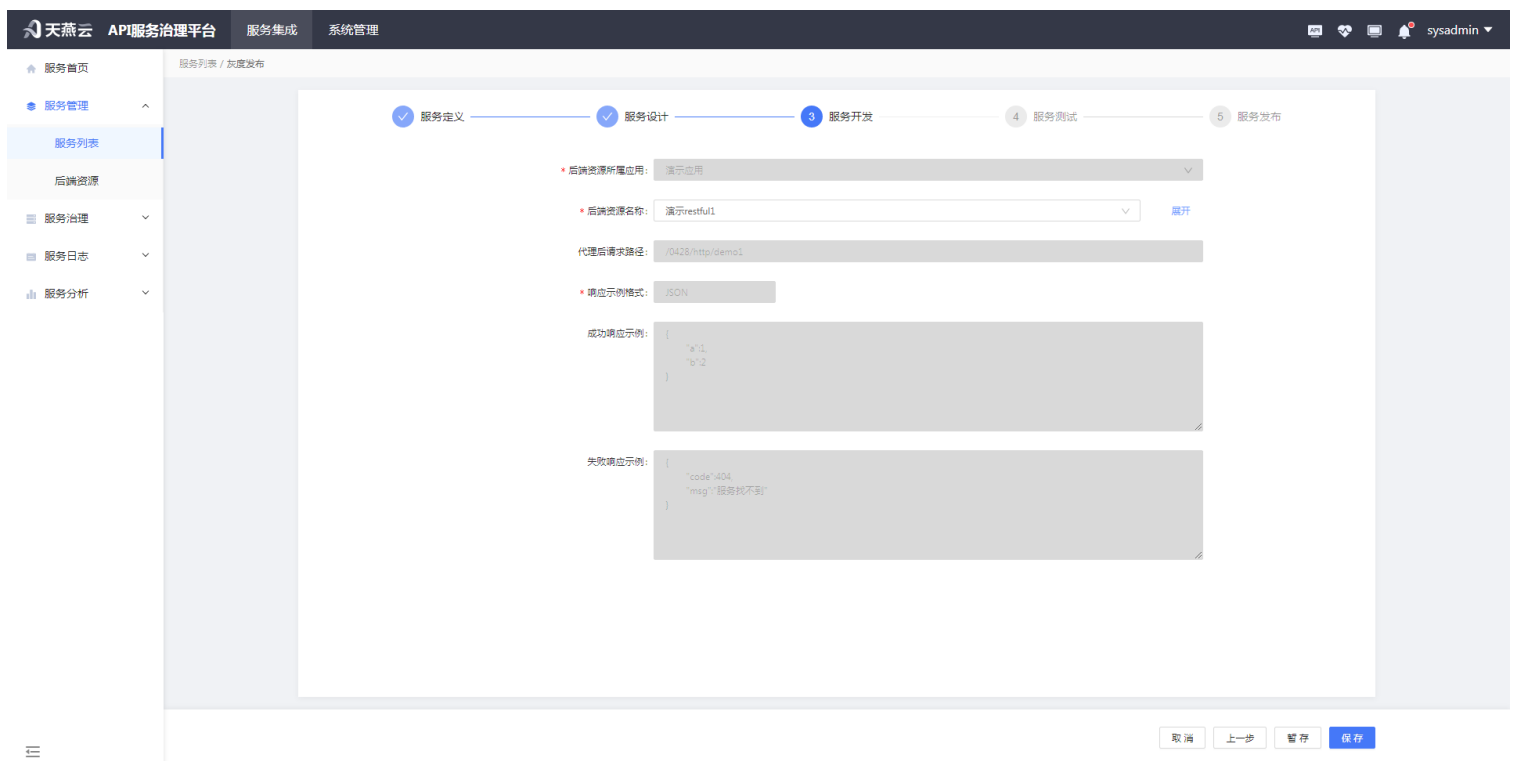 天燕云 API服务治理平台 服务集成 系统管理 API sysadmin
服务首页
服务管理
服务列表
后端资源
服务治理
服务日志
服务分析
服务列表 / 灰度发布
服务定义 服务设计 3 服务开发 4 服务测试 5 服务发布
* 后端资源所属应用: 演示应用
* 后端资源名称: 演示restful1 展开
代理后请求路径: /0428/http/demo1
* 响应示例格式: JSON
成功响应示例: {
"a":1,
"b":2
}
失败响应示例: {
"code":404,
"msg":"服务找不到"
}
取消 上一步 暂存 保存